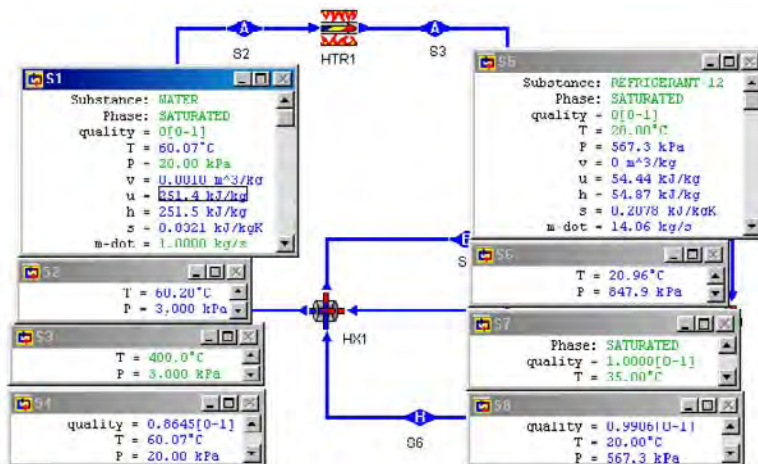 A
A
S2
HTR1
S3
S1
Substance: WATER
Phase: SATURATED
quality = 0[0-1]
T = 60.07°C
P = 20.00 kPa
v = 0.0010 m^3/kg
u = 251.4 kJ/kg
h = 251.5 kJ/kg
s = 0.8321 kJ/kgK
m-dot = 1.0000 kg/s
S5
Substance: REFRIGERANT-12
Phase: SATURATED
quality = 0[0-1]
T = 20.00°C
P = 567.3 kPa
v = 0 m^3/kg
u = 54.44 kJ/kg
h = 54.87 kJ/kg
s = 0.2078 kJ/kgK
m-dot = 14.06 kg/s
S
S2
T = 60.20°C
P = 3,000 kPa
S6
T = 20.96°C
P = 847.9 kPa
HX1
S3
T = 400.0°C
P = 3,000 kPa
S7
Phase: SATURATED
quality = 1.0000[0-1]
T = 35.00°C
S4
quality = 0.8645[0-1]
T = 60.07°C
P = 20.00 kPa
H
S6
S8
quality = 0.9906[0-1]
T = 20.00°C
P = 567.3 kPa